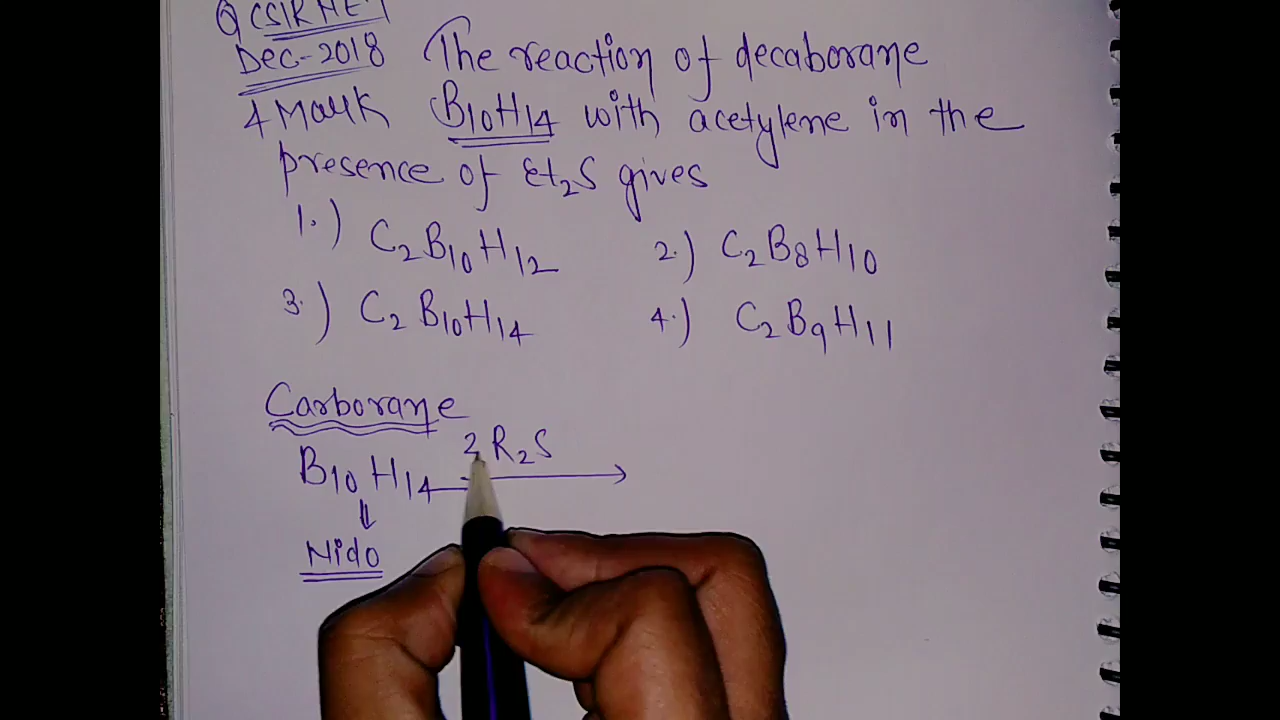 Q CSIR NET
Dec-2018 The reaction of decaborane
4 Mark B10H14 with acetylene in the
presence of Et2S gives
1.) C2B10H12 2.) C2B8H10
3.) C2B10H14 4.) C2B9H11
Carborane
2R2S
B10H14 →
⇓
Nido